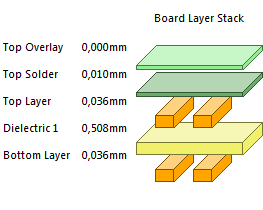 Board Layer Stack
Top Overlay 0,000mm
Top Solder 0,010mm
Top Layer 0,036mm
Dielectric 1 0,508mm
Bottom Layer 0,036mm